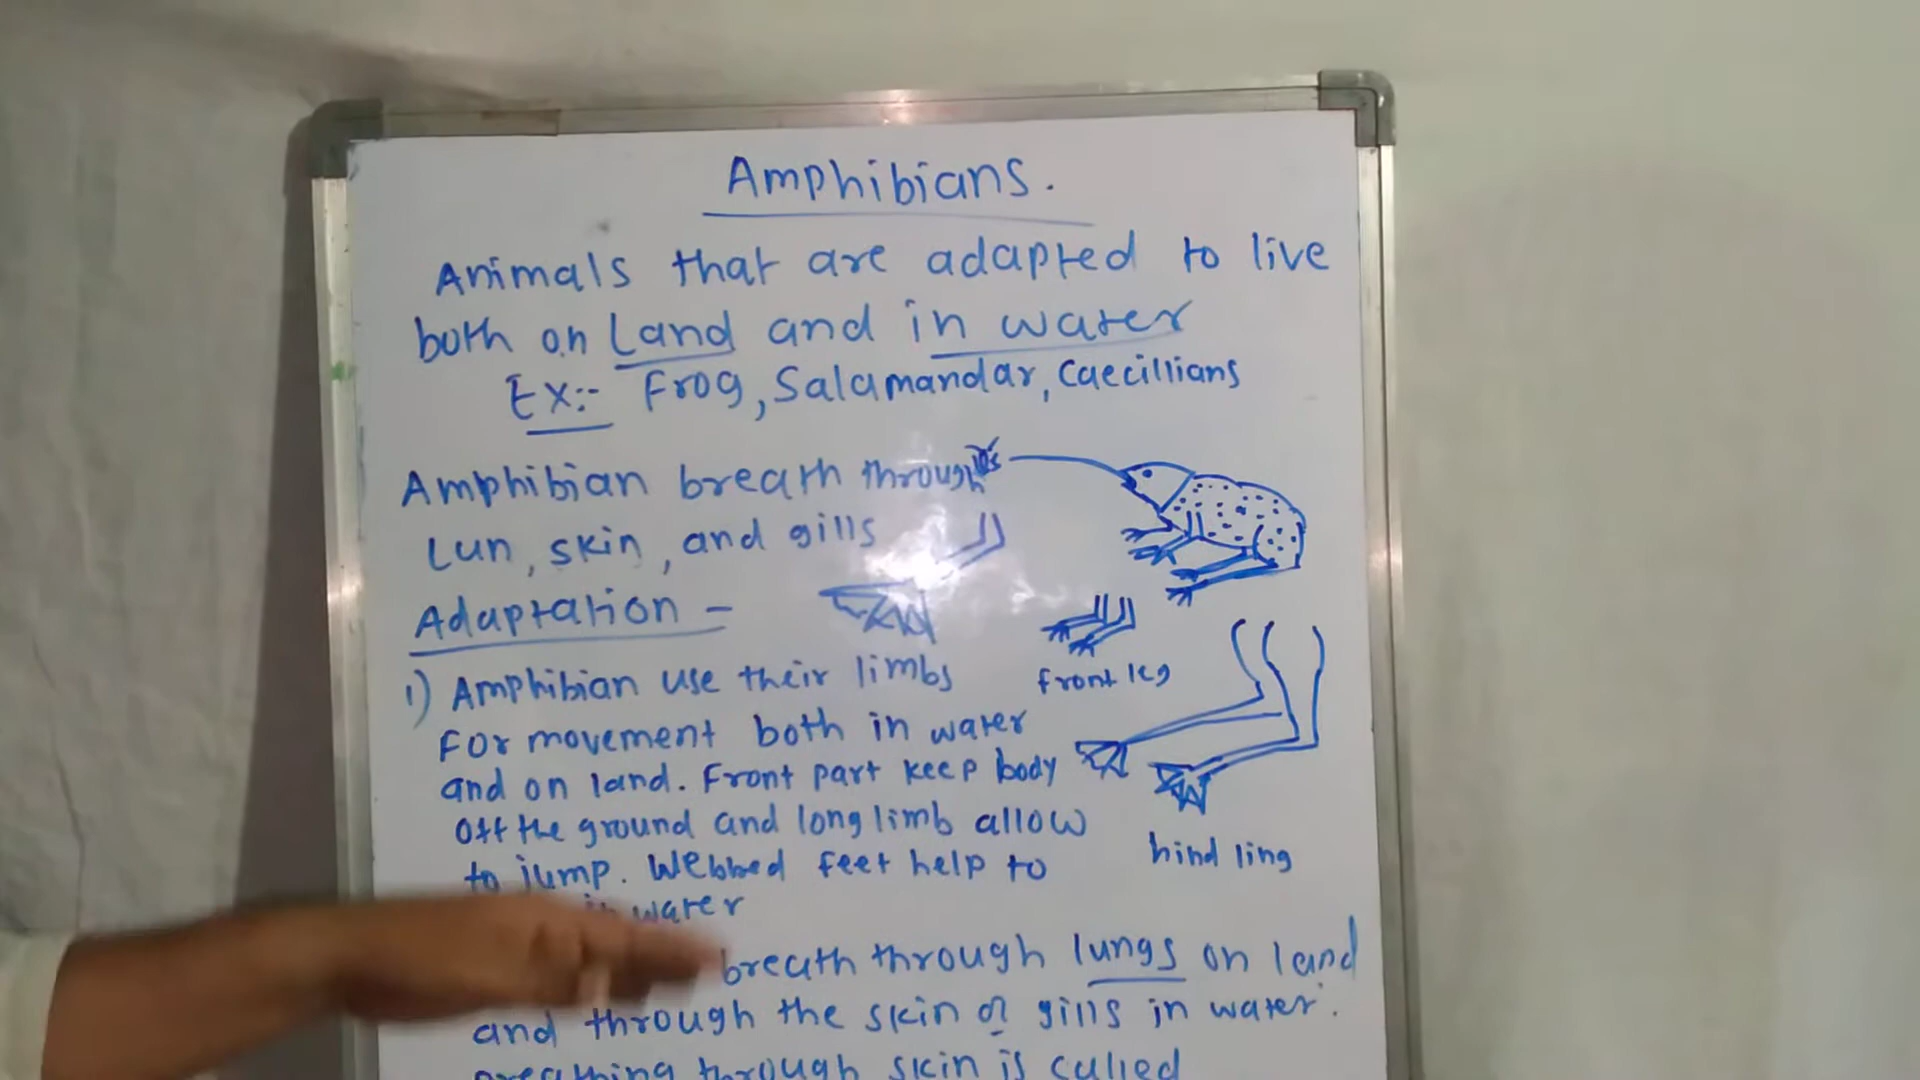 Amphibians.
Animals that are adapted to live
both on Land and in water
Ex:- Frog, Salamandar, Caecillians
Amphibian breath through
Lun, skin, and gills
Adaptation -
1) Amphibian use their limbs
For movement both in water
and on land. Front part keep body
Off the ground and long limb allow
to jump. Webbed feet help to
in water
front leg
hind ling
breath through lungs on land
and through the skin or gills in water.
breathing through skin is called